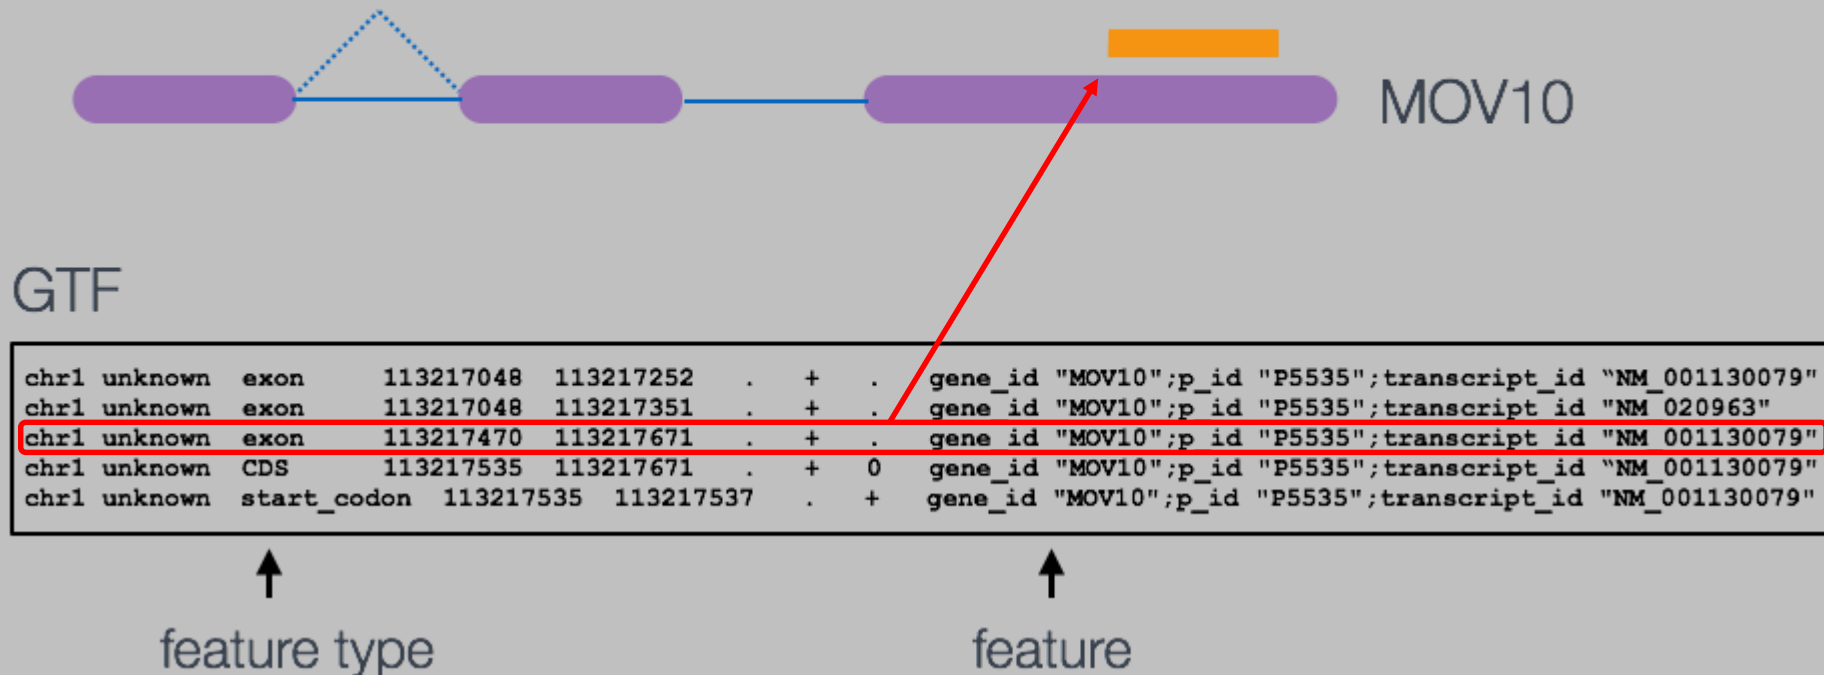 MOV10
GTF
chr1 unknown exon 113217048 113217252 . + . gene_id "MOV10";p_id "P5535";transcript_id “NM_001130079"
chr1 unknown exon 113217048 113217351 . + . gene_id "MOV10";p_id "P5535";transcript_id "NM_020963"
chr1 unknown exon 113217470 113217671 . + . gene_id "MOV10";p_id "P5535";transcript_id "NM_001130079"
chr1 unknown CDS 113217535 113217671 . + 0 gene_id "MOV10";p_id "P5535";transcript_id “NM_001130079"
chr1 unknown start_codon 113217535 113217537 . + gene_id "MOV10";p_id "P5535";transcript_id "NM_001130079"
feature type feature